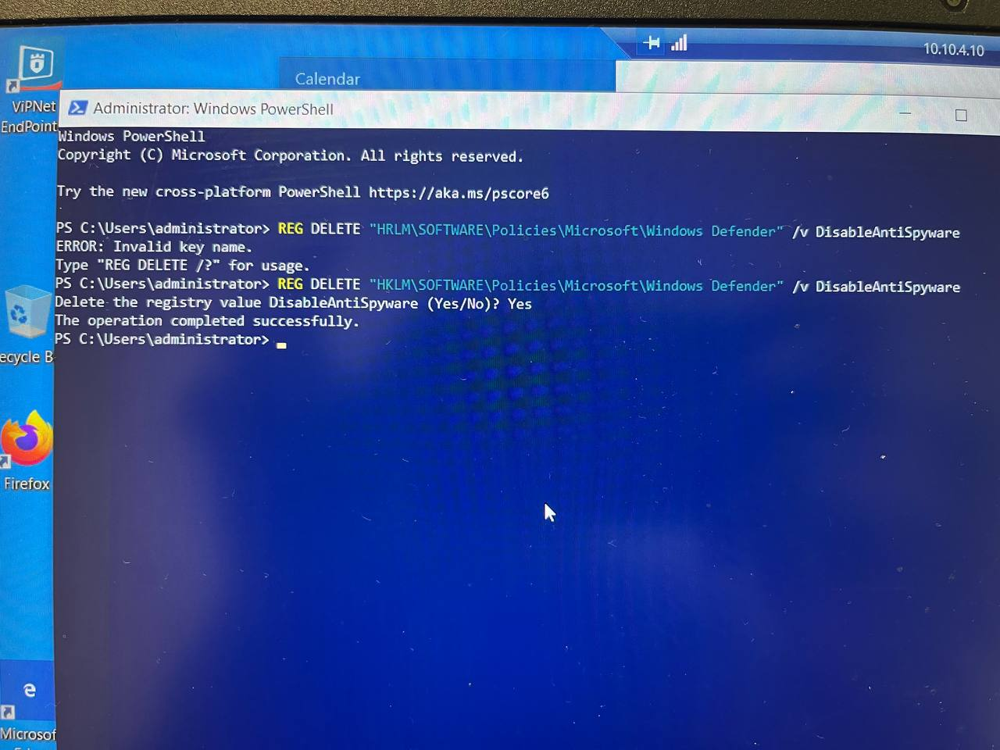 10.10.4.10
Calendar
ViPNet
EndPoint
Administrator: Windows PowerShell
Windows PowerShell
Copyright (C) Microsoft Corporation. All rights reserved.
Try the new cross-platform PowerShell https://aka.ms/pscore6
PS C:\Users\administrator> REG DELETE "HRLM\SOFTWARE\Policies\Microsoft\Windows Defender" /v DisableAntiSpyware
ERROR: Invalid key name.
Type "REG DELETE /?" for usage.
PS C:\Users\administrator> REG DELETE "HKLM\SOFTWARE\Policies\Microsoft\Windows Defender" /v DisableAntiSpyware
Delete the registry value DisableAntiSpyware (Yes/No)? Yes
The operation completed successfully.
PS C:\Users\administrator>
ecycle B
Firefox
Microsof